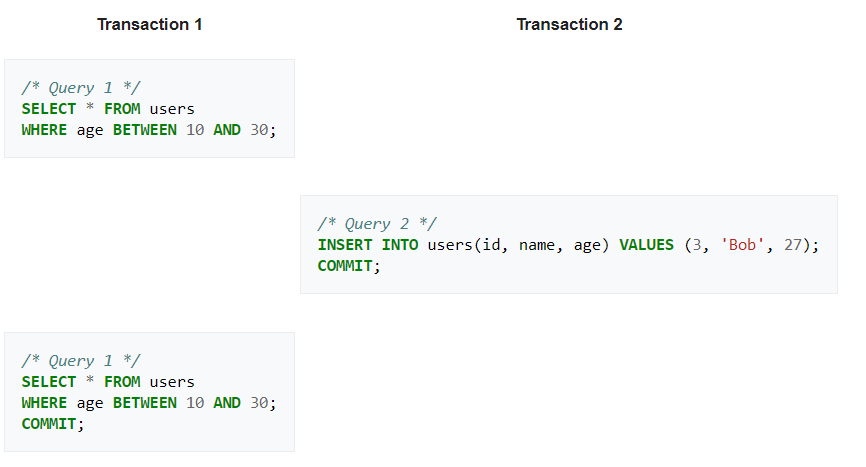 Transaction 1
Transaction 2
/* Query 1 */
SELECT * FROM users
WHERE age BETWEEN 10 AND 30;
/* Query 2 */
INSERT INTO users(id, name, age) VALUES (3, 'Bob', 27);
COMMIT;
/* Query 1 */
SELECT * FROM users
WHERE age BETWEEN 10 AND 30;
COMMIT;